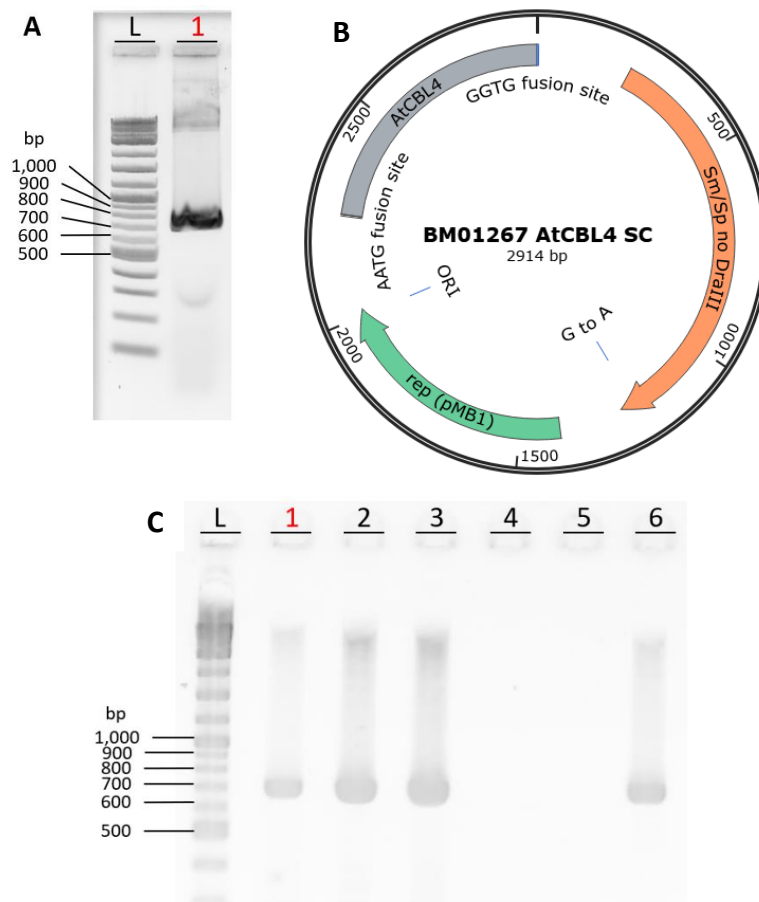 A
L 1
bp
1,000
900
800
700
600
500
B
AtCBL4
GGTG fusion site
500
2500
Sm/Sp no DraIII
AATG fusion site
BM01267 AtCBL4 SC
2914 bp
ORI
G to A
1000
2000
rep (pMB1)
1500
C
L 1 2 3 4 5 6
bp
1,000
900
800
700
600
500